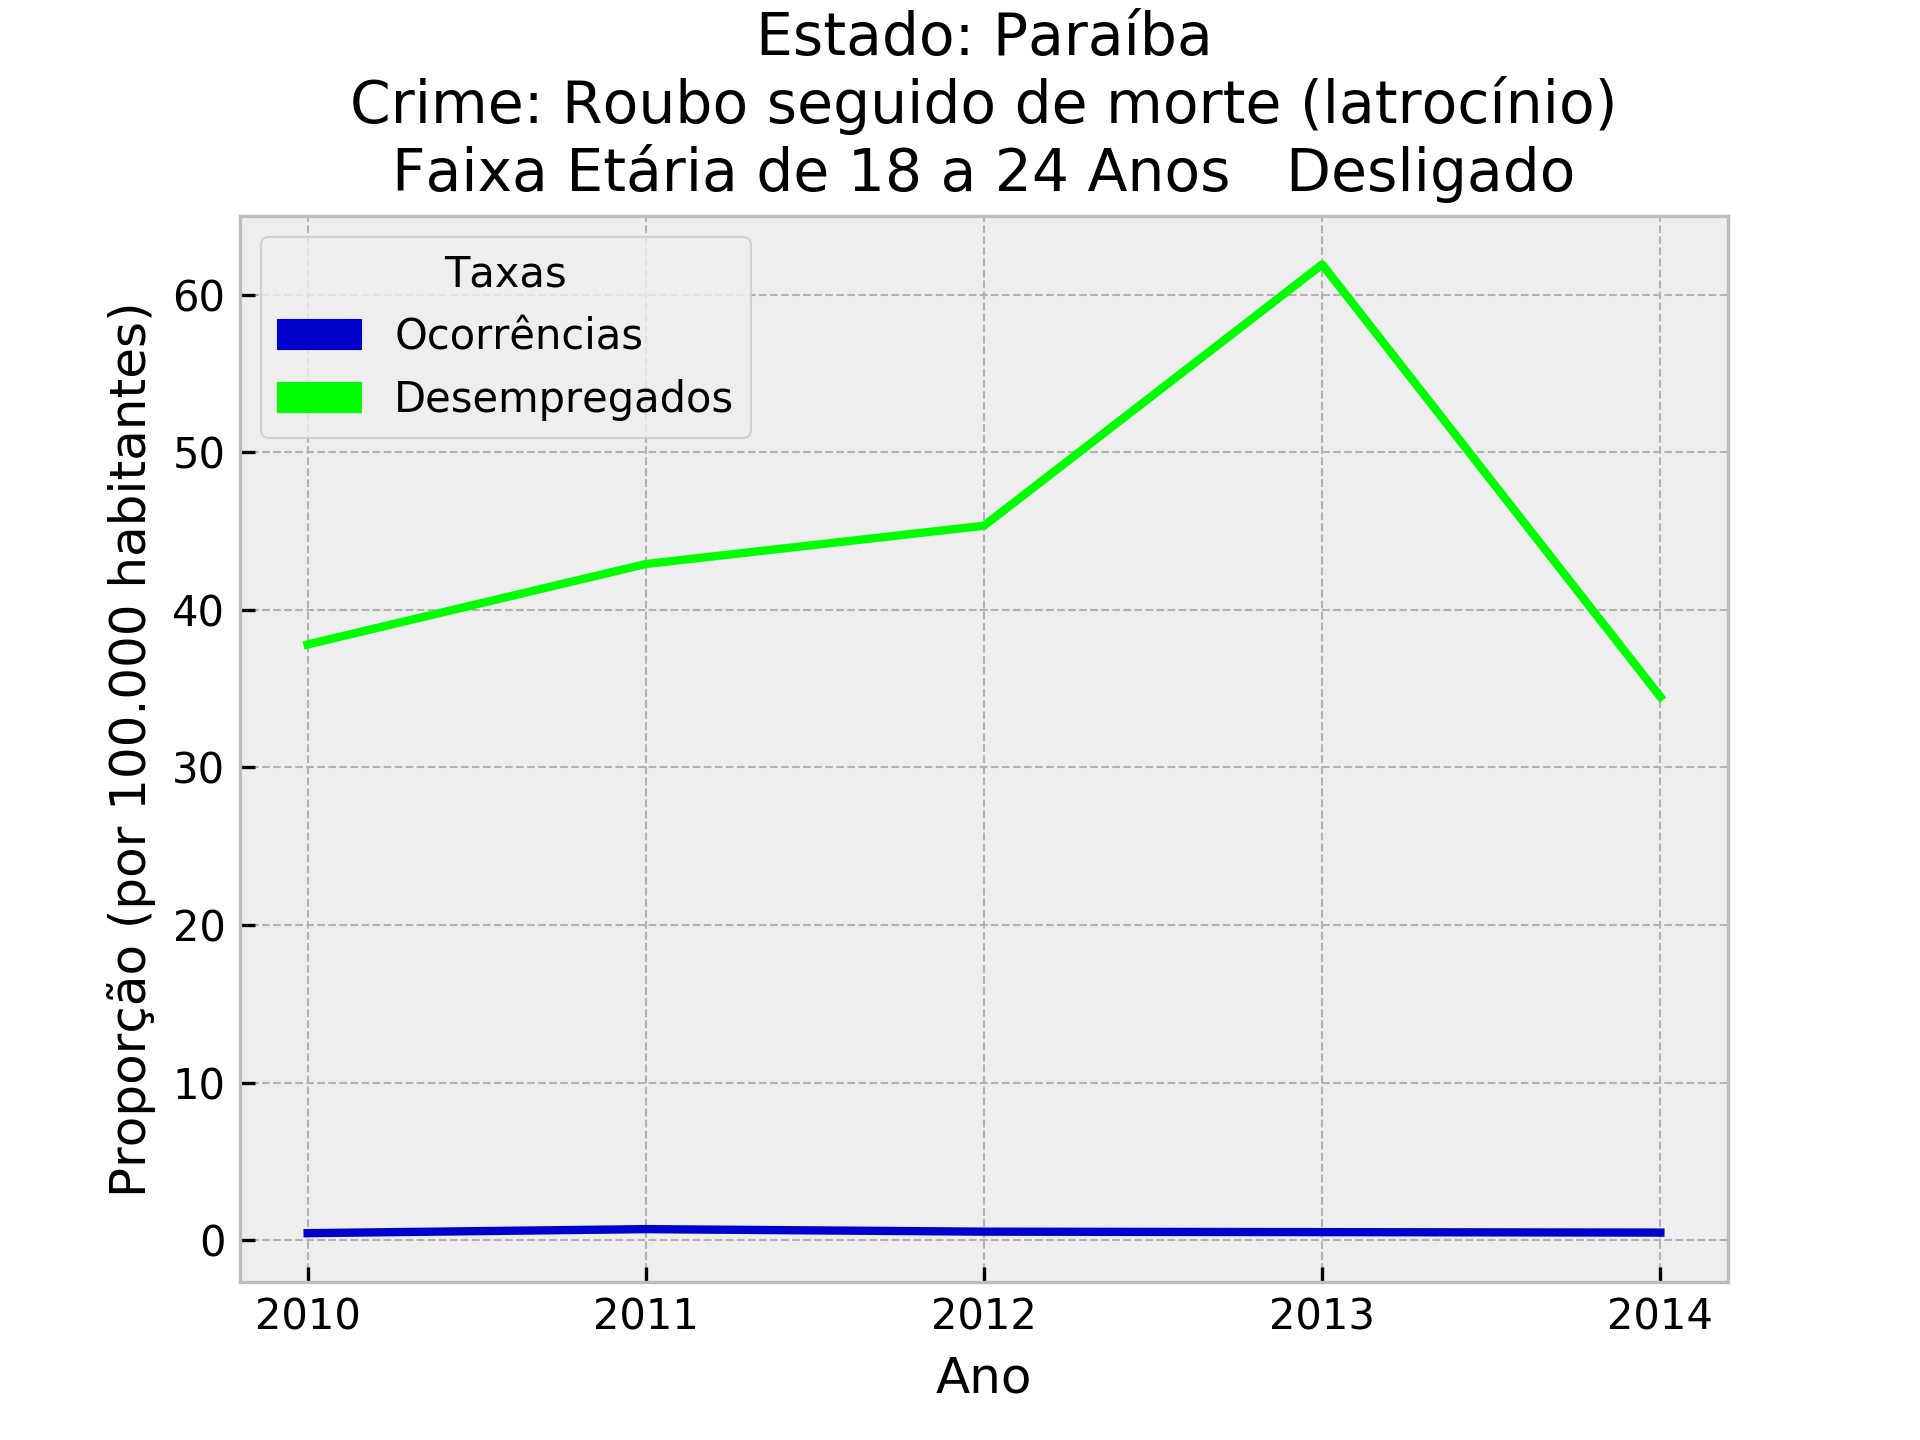 Estado: Paraíba
Crime: Roubo seguido de morte (latrocínio)
Faixa Etária de 18 a 24 Anos   Desligado
Taxas
Ocorrências
Desempregados
Proporção (por 100.000 habitantes)
60
50
40
30
20
10
0
2010 2011 2012 2013 2014
Ano